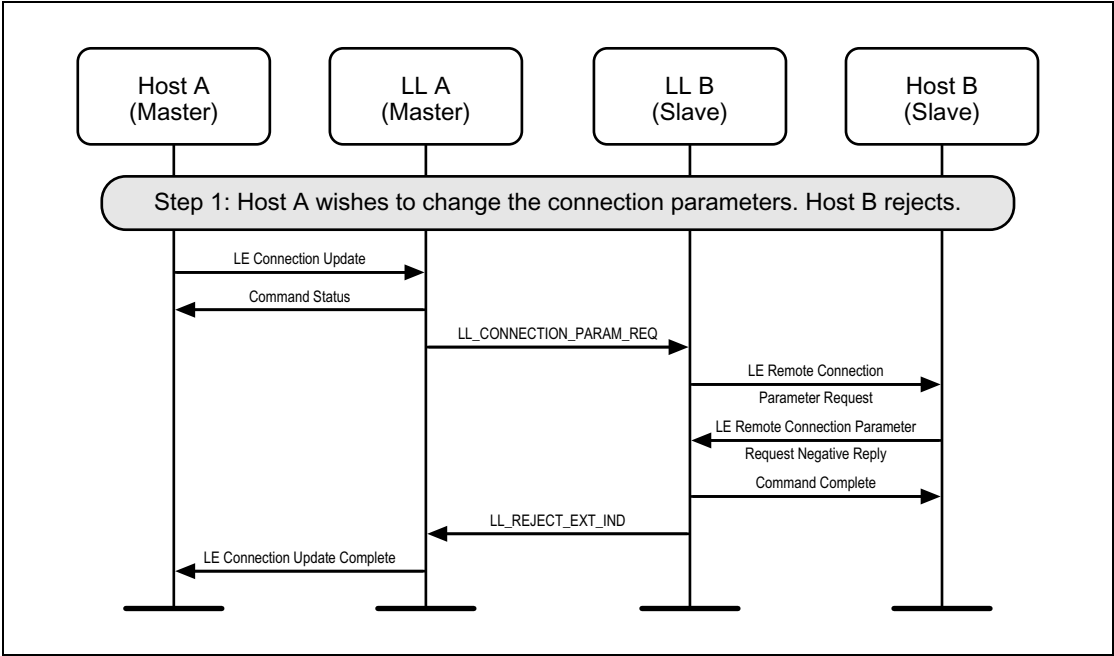 Host A
(Master)
LL A
(Master)
LL B
(Slave)
Host B
(Slave)
Step 1: Host A wishes to change the connection parameters. Host B rejects.
LE Connection Update
Command Status
LL_CONNECTION_PARAM_REQ
LE Remote Connection
Parameter Request
LE Remote Connection Parameter
Request Negative Reply
Command Complete
LL_REJECT_EXT_IND
LE Connection Update Complete